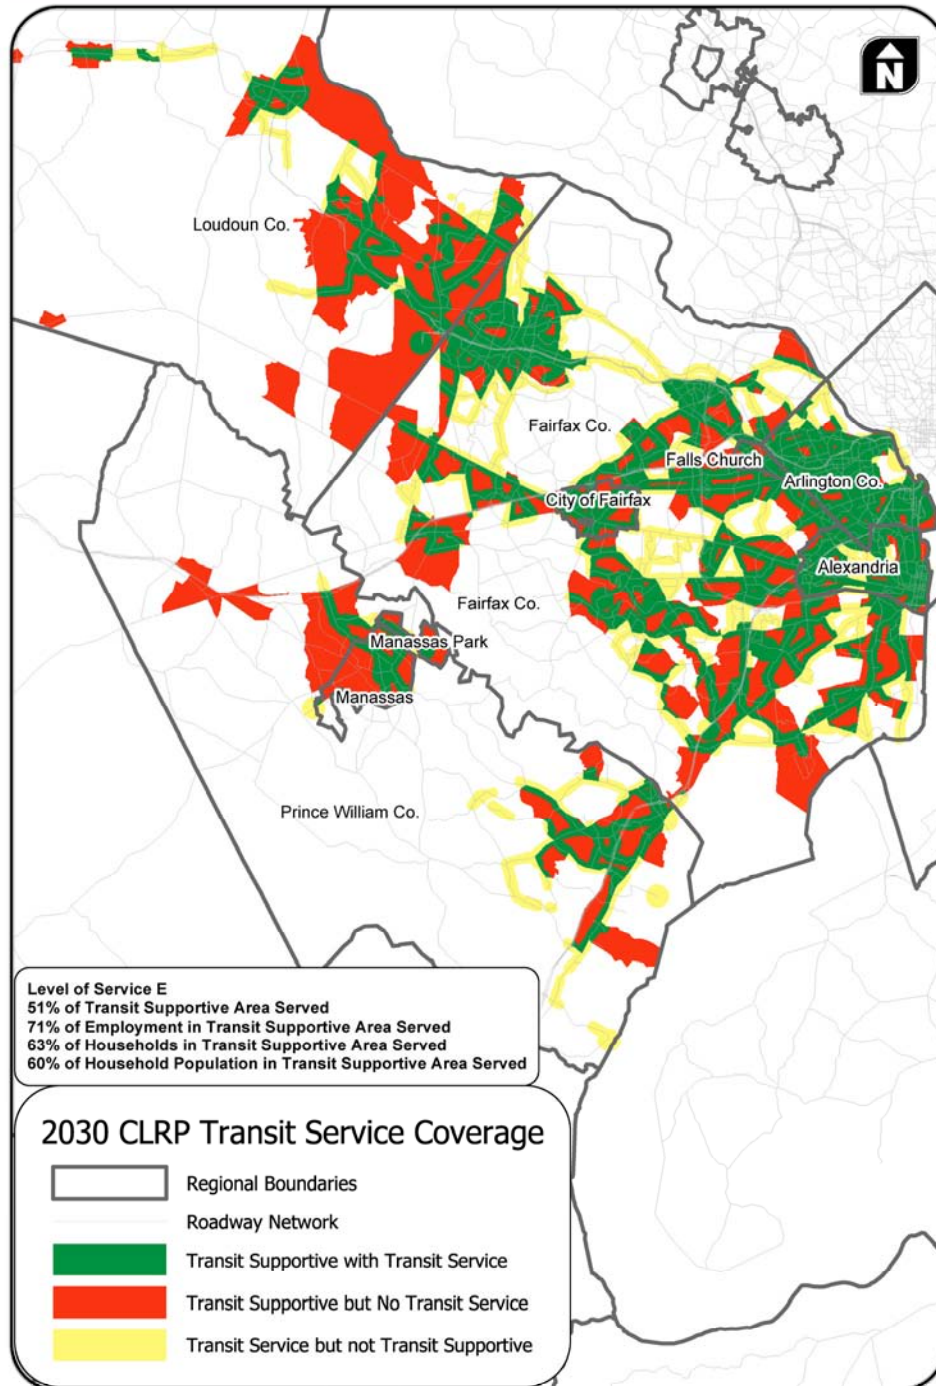 N
Loudoun Co.
Fairfax Co.
Falls Church
Arlington Co.
City of Fairfax
Alexandria
Fairfax Co.
Manassas Park
Manassas
Prince William Co.
Level of Service E
51% of Transit Supportive Area Served
71% of Employment in Transit Supportive Area Served
63% of Households in Transit Supportive Area Served
60% of Household Population in Transit Supportive Area Served
2030 CLRP Transit Service Coverage
Regional Boundaries
Roadway Network
Transit Supportive with Transit Service
Transit Supportive but No Transit Service
Transit Service but not Transit Supportive